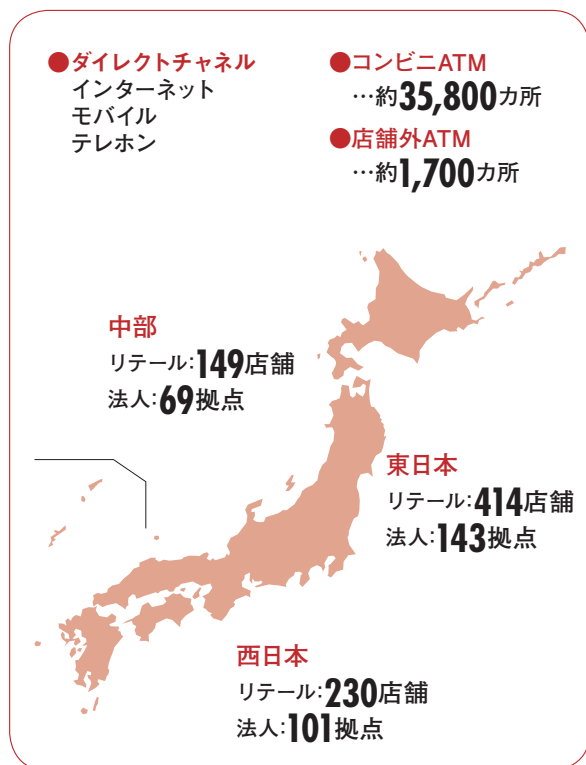 ●ダイレクトチャネル
インターネット
モバイル
テレホン
●コンビニATM
…約35,800カ所
●店舗外ATM
…約1,700カ所
中部
リテール:149店舗
法人:69拠点
東日本
リテール:414店舗
法人:143拠点
西日本
リテール:230店舗
法人:101拠点